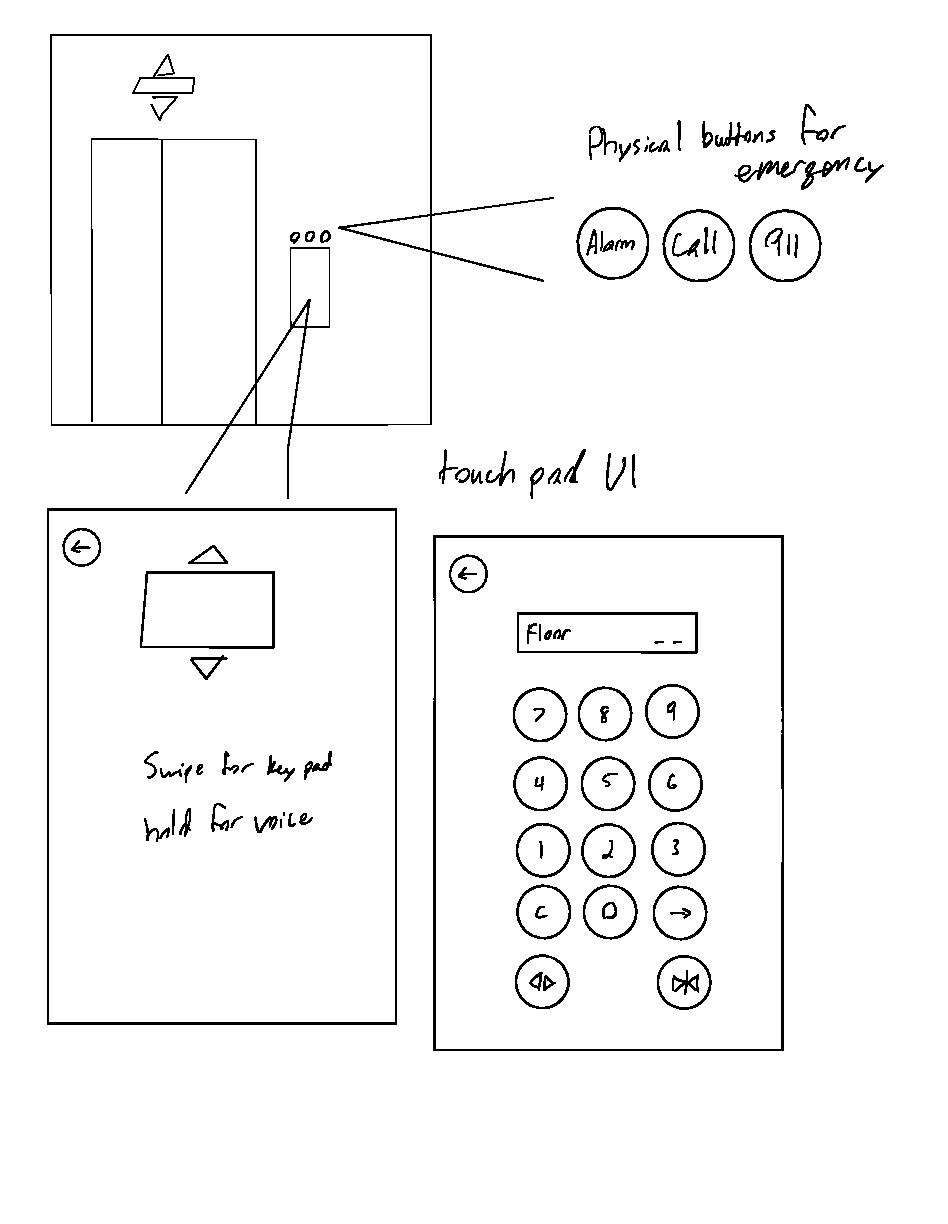 Physical buttons for
emergency
Alarm Call 911
touch pad UI
←
Swipe for key pad
hold for voice
←
Floor _ _
7 8 9
4 5 6
1 2 3
C 0 →